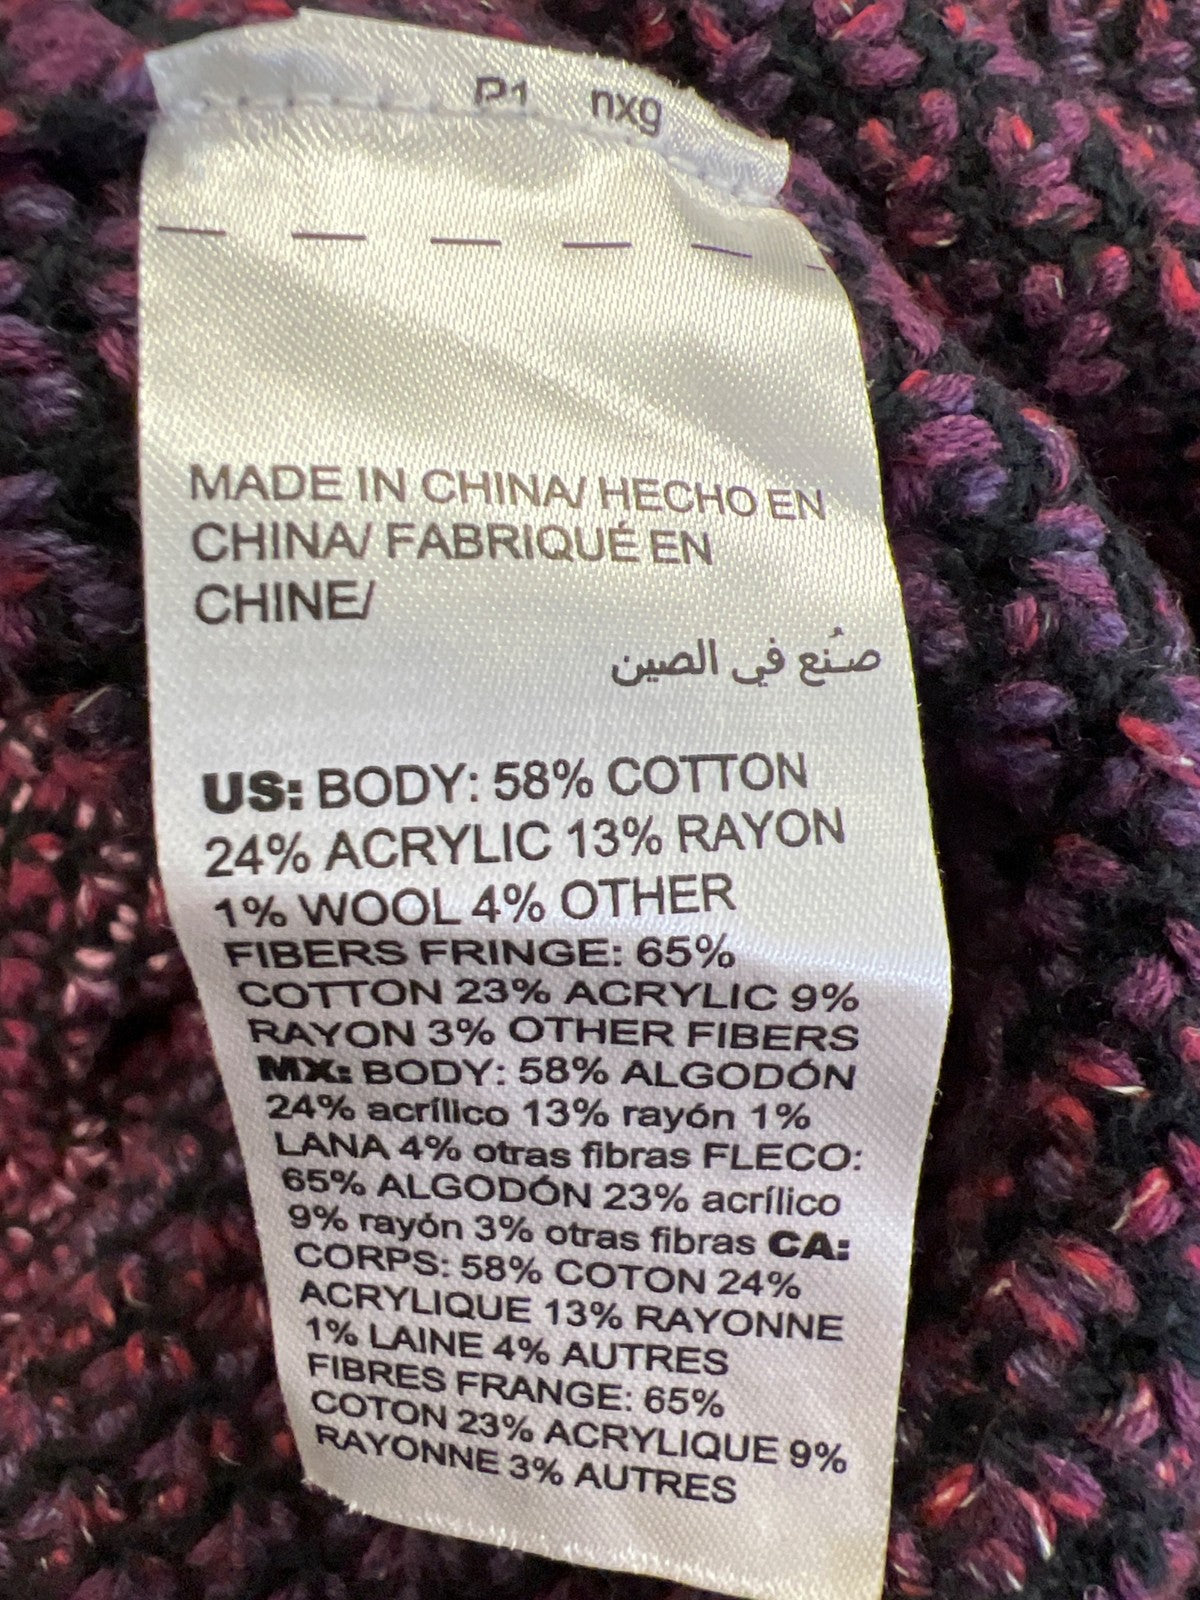 P1 nxg
MADE IN CHINA/ HECHO EN
CHINA/ FABRIQUÉ EN
CHINE/
صُنع في الصين
US: BODY: 58% COTTON
24% ACRYLIC 13% RAYON
1% WOOL 4% OTHER
FIBERS FRINGE: 65%
COTTON 23% ACRYLIC 9%
RAYON 3% OTHER FIBERS
MX: BODY: 58% ALGODÓN
24% acrílico 13% rayón 1%
LANA 4% otras fibras FLECO:
65% ALGODÓN 23% acrílico
9% rayón 3% otras fibras CA:
CORPS: 58% COTON 24%
ACRYLIQUE 13% RAYONNE
1% LAINE 4% AUTRES
FIBRES FRANGE: 65%
COTON 23% ACRYLIQUE 9%
RAYONNE 3% AUTRES